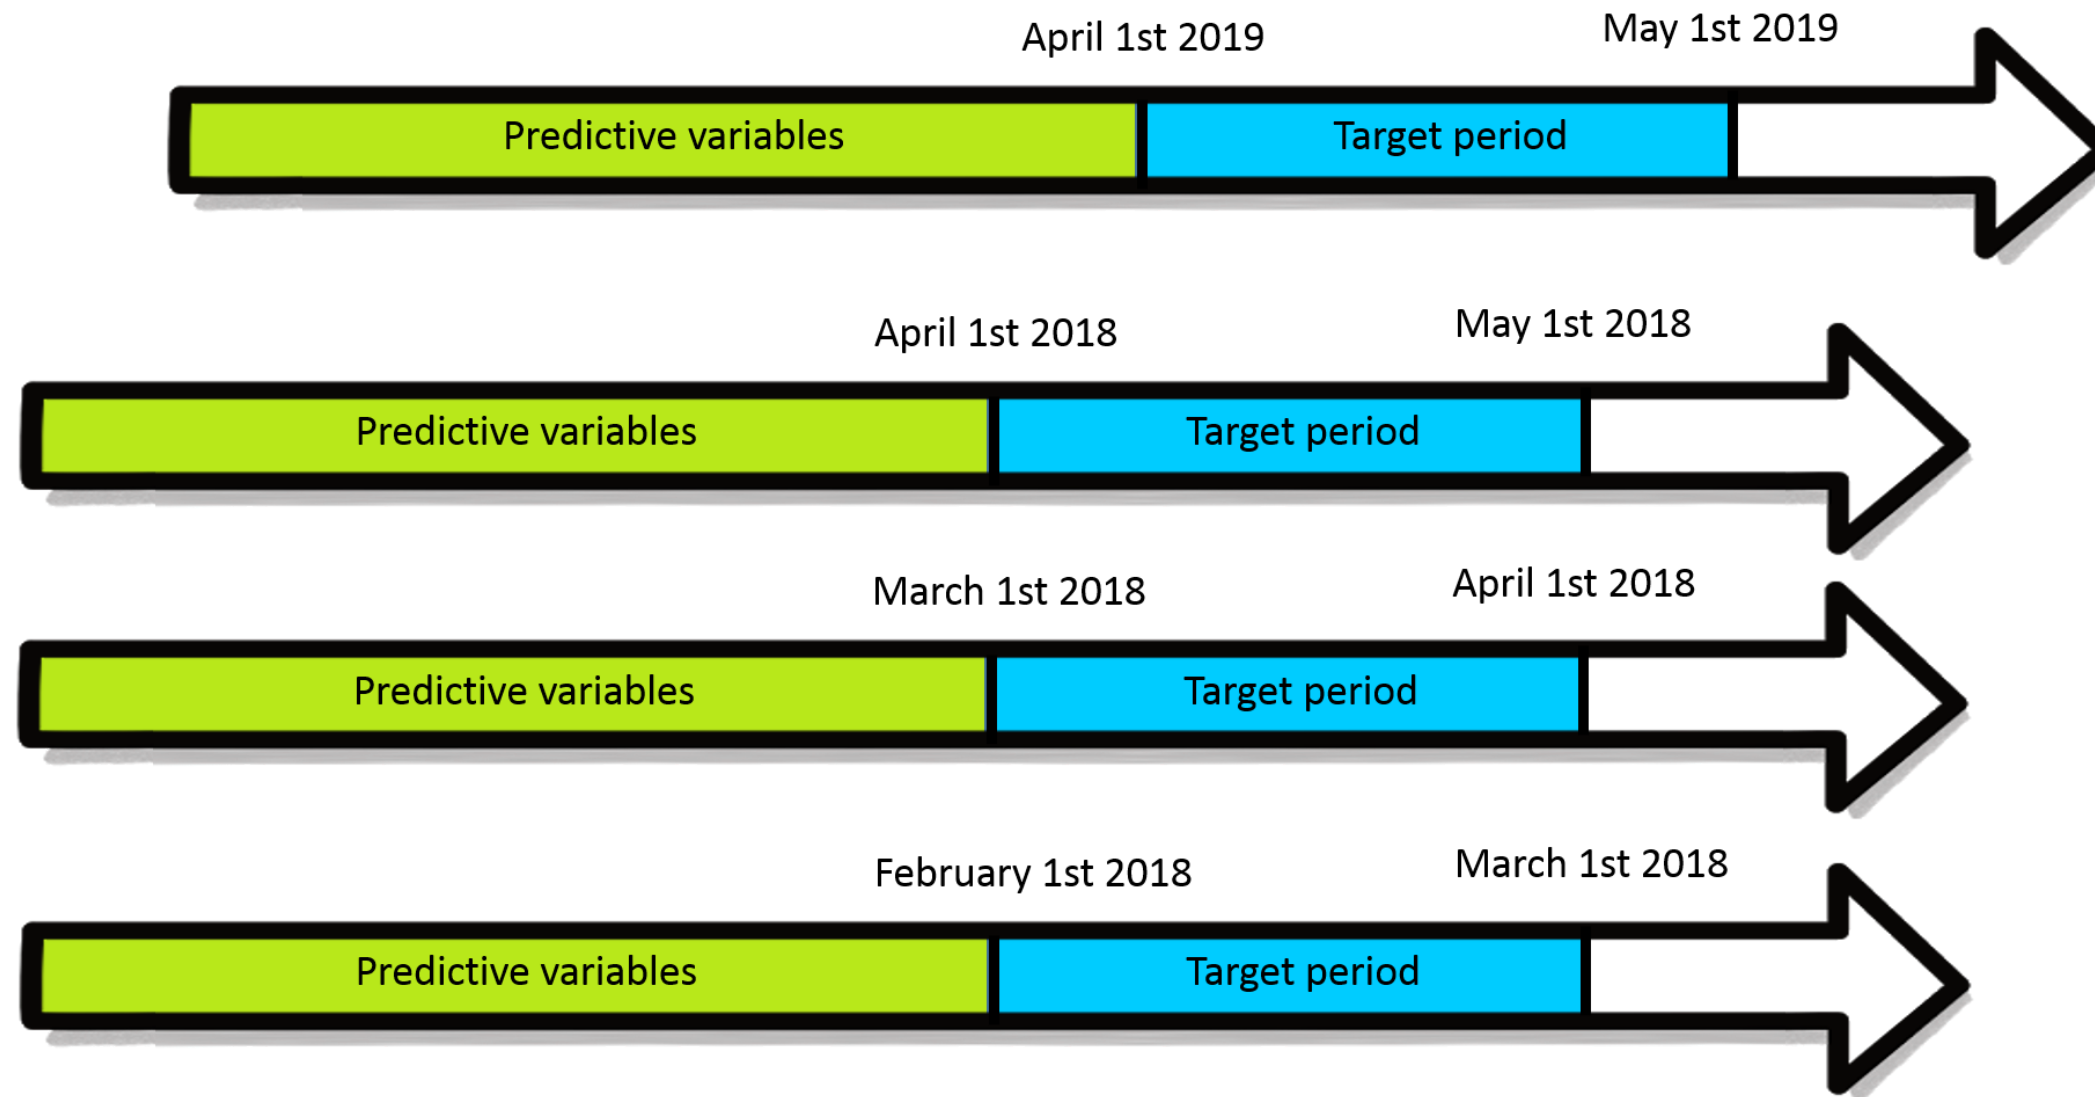 April 1st 2019
May 1st 2019
Predictive variables
Target period
April 1st 2018
May 1st 2018
Predictive variables
Target period
March 1st 2018
April 1st 2018
Predictive variables
Target period
February 1st 2018
March 1st 2018
Predictive variables
Target period